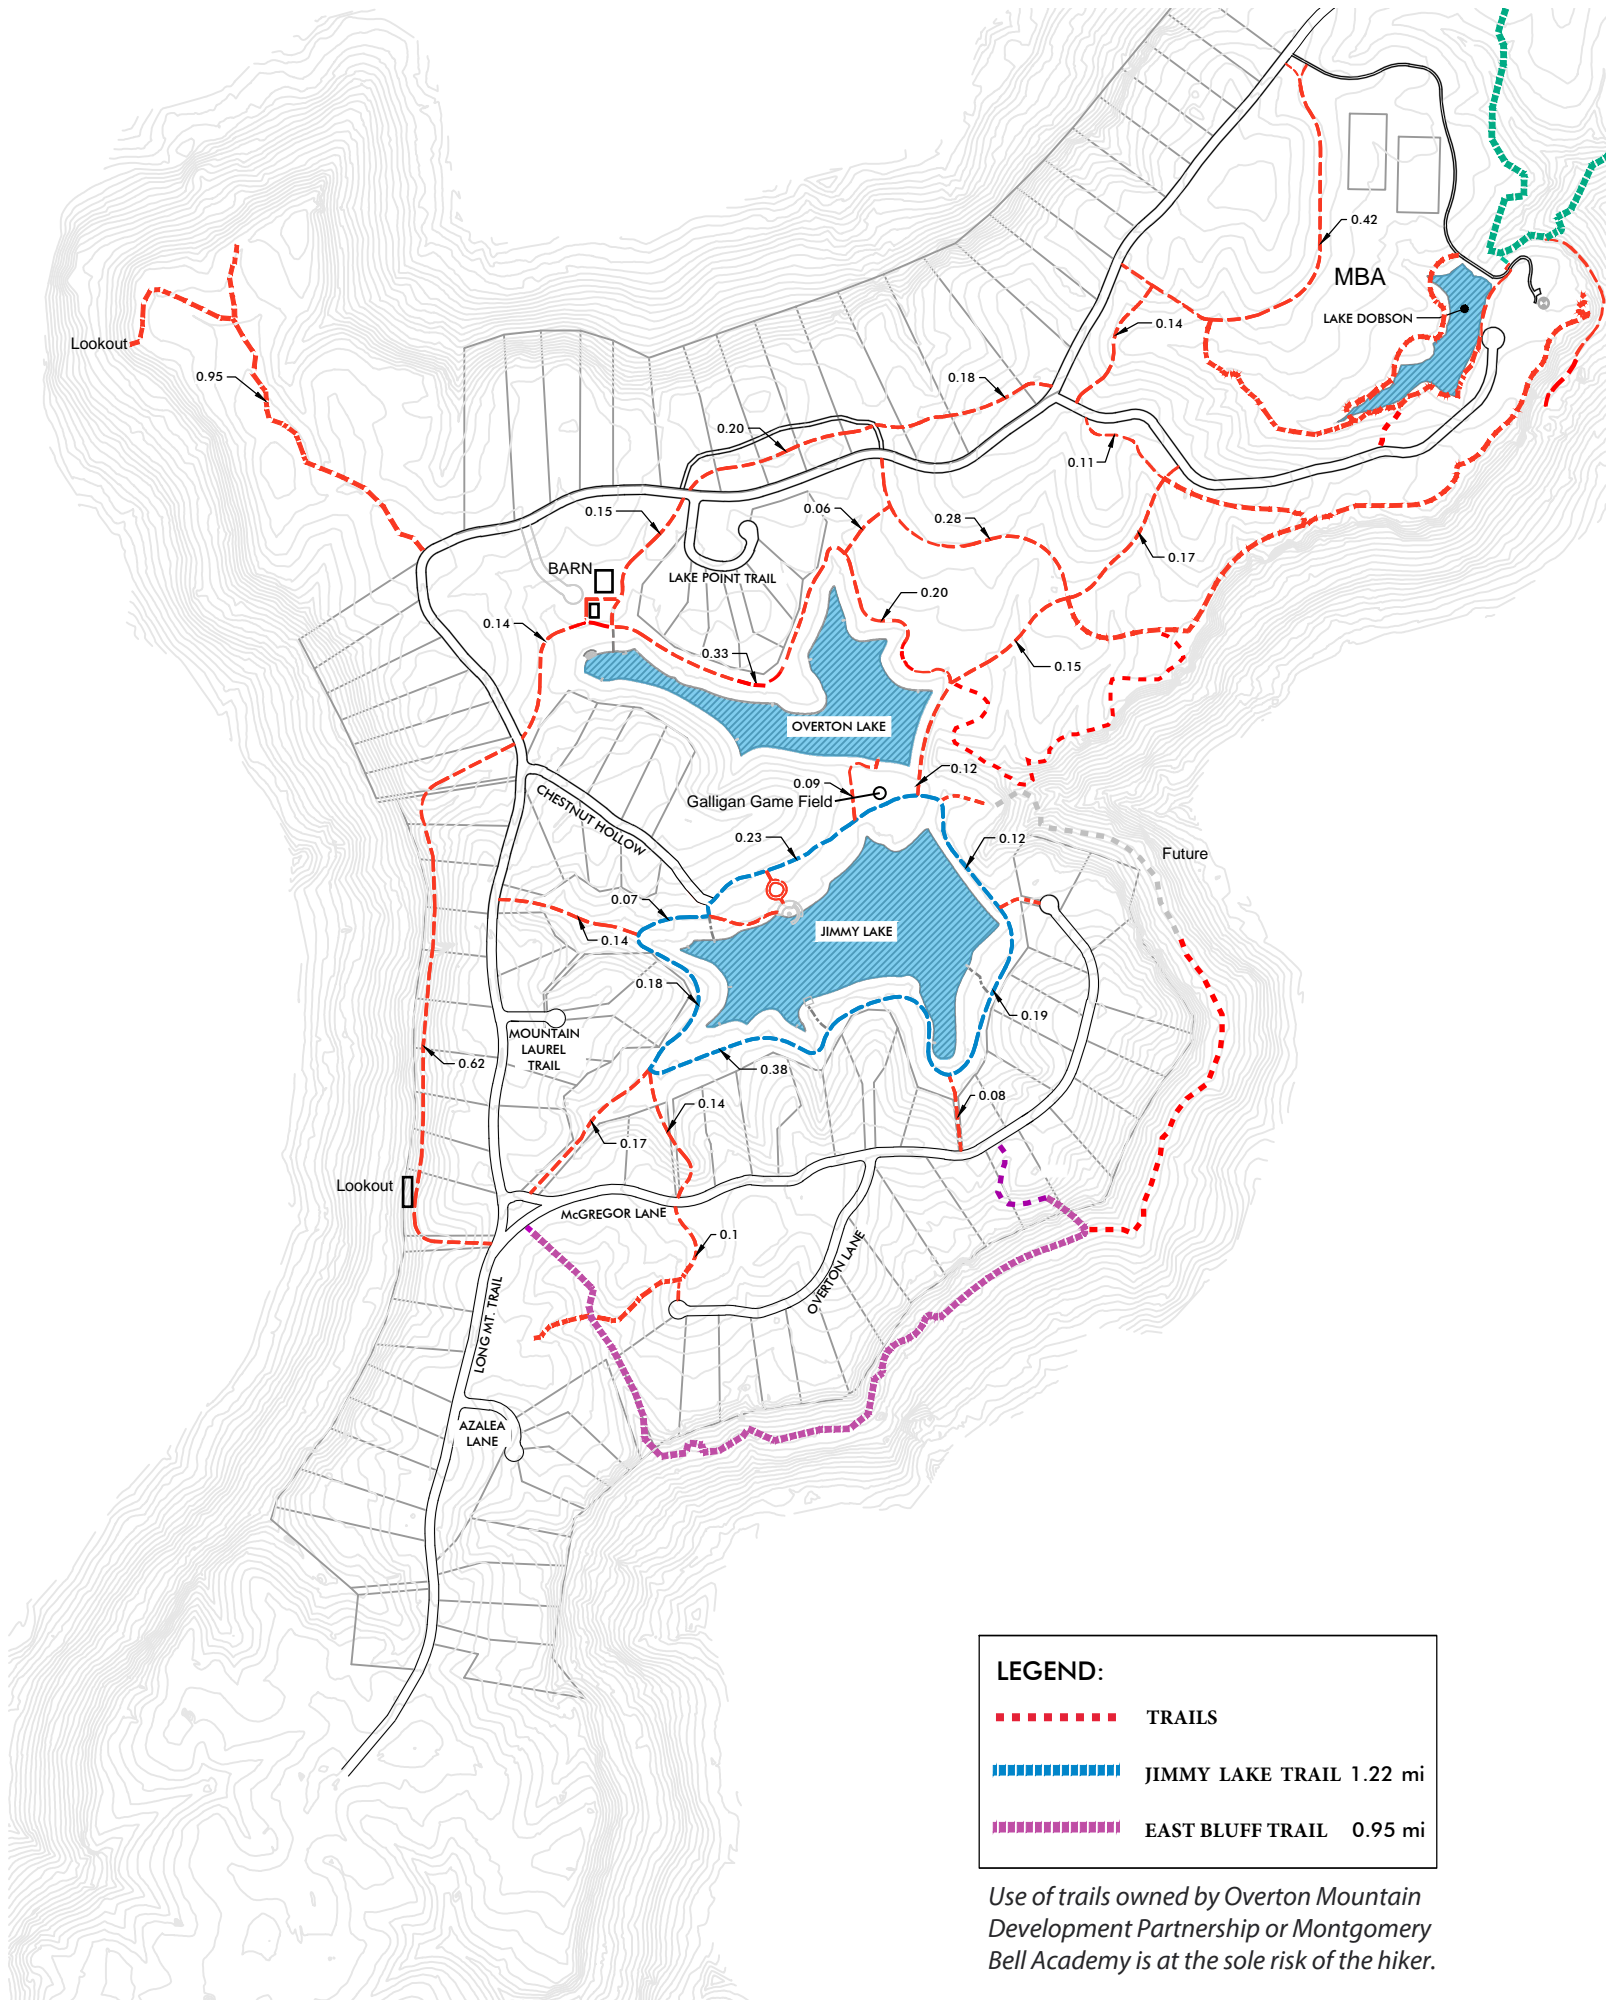 0.42
MBA
LAKE DOBSON
0.14
Lookout
0.95
0.18
0.20
0.11
0.15
0.06
0.28
0.17
BARN
LAKE POINT TRAIL
0.20
0.14
0.33
0.15
OVERTON LAKE
0.12
0.09
Galligan Game Field
CHESTNUT HOLLOW
0.23
0.12
Future
0.07
0.14
JIMMY LAKE
0.18
0.19
MOUNTAIN
LAUREL
TRAIL
0.62
0.38
0.08
0.14
0.17
Lookout
McGREGOR LANE
0.1
OVERTON LANE
LONG MT. TRAIL
AZALEA
LANE
LEGEND:
TRAILS
JIMMY LAKE TRAIL 1.22 mi
EAST BLUFF TRAIL 0.95 mi
Use of trails owned by Overton Mountain
Development Partnership or Montgomery
Bell Academy is at the sole risk of the hiker.